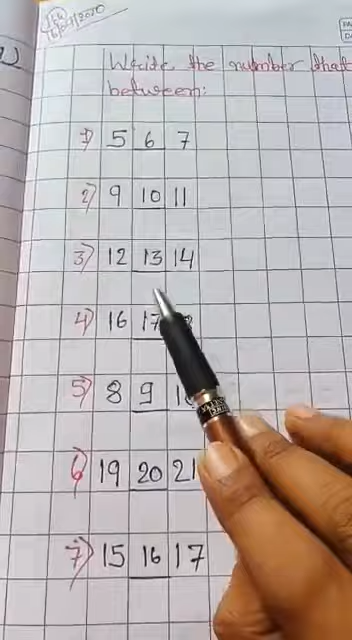 Write the number that
between:
1) 5 6 7
2) 9 10 11
3) 12 13 14
4) 16 17
5) 8 9
6) 19 20 21
7) 15 16 17